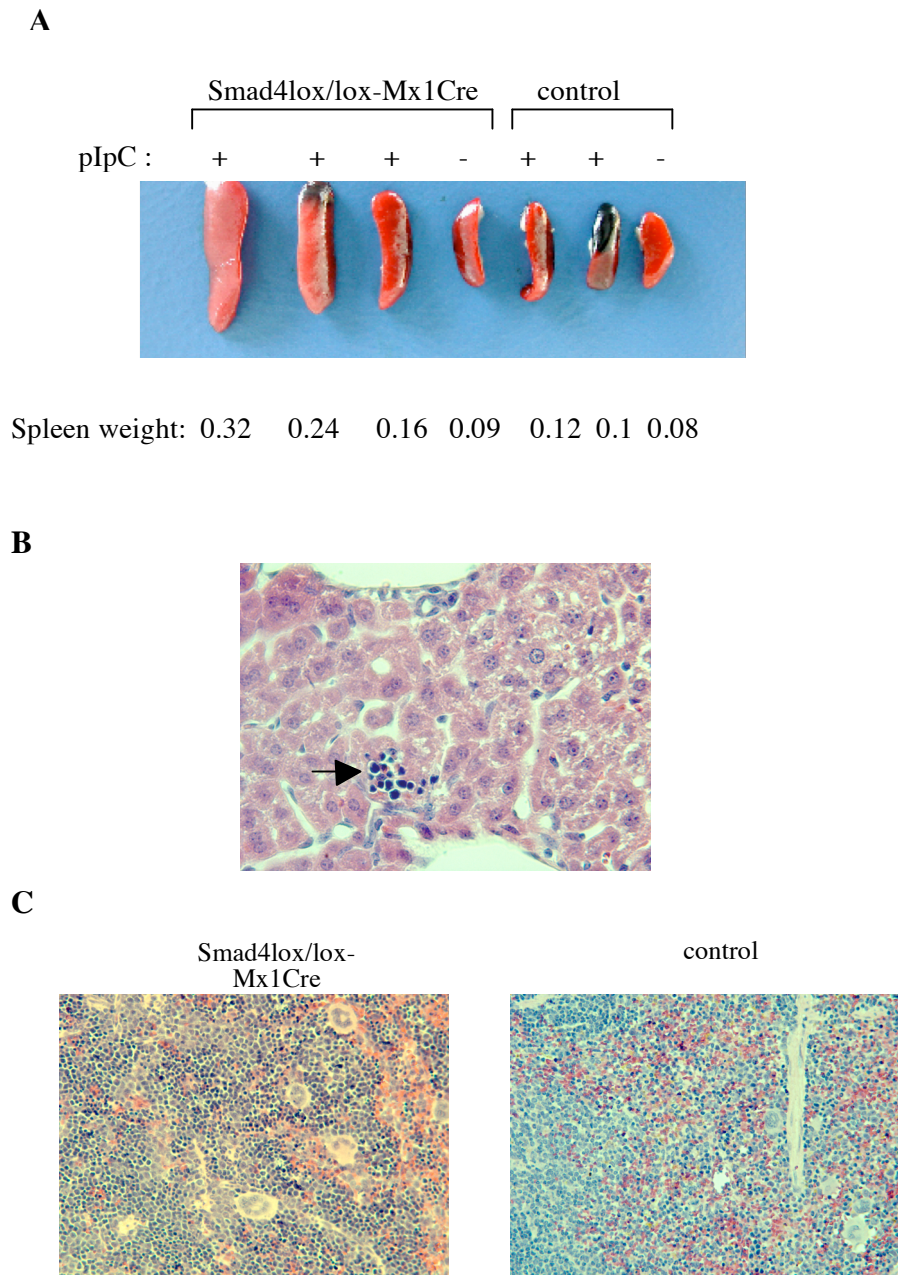 A
Smad4lox/lox-Mx1Cre control
pIpC : + + + - + + -
Spleen weight: 0.32 0.24 0.16 0.09 0.12 0.1 0.08
B
C
Smad4lox/lox-
Mx1Cre
control